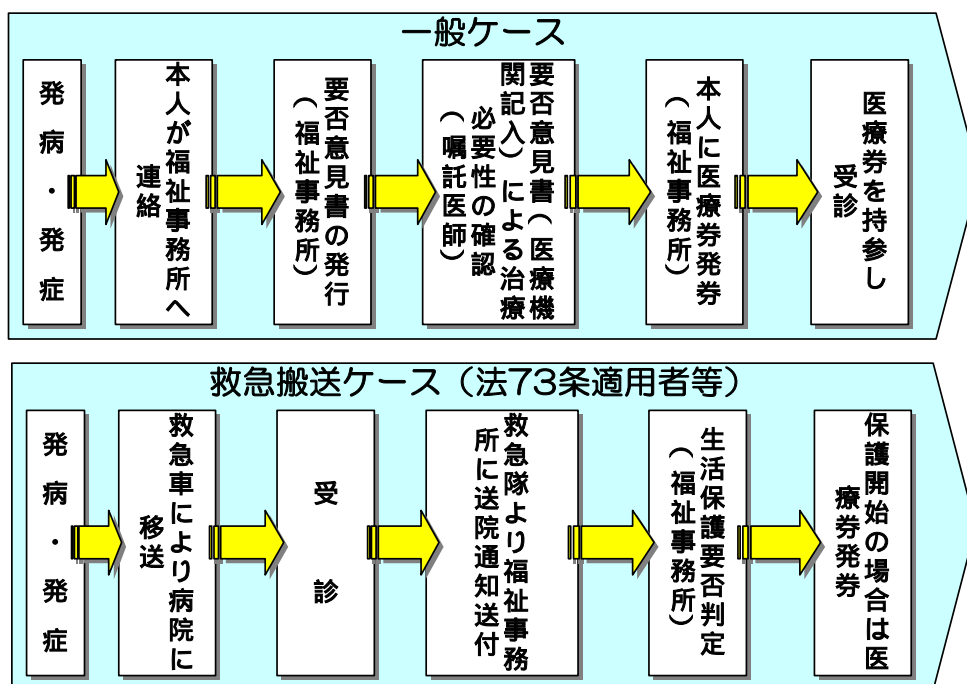 一般ケース
発病・発症
本人が福祉事務所へ
連絡
要否意見書の発行
(福祉事務所)
要否意見書(医療機
関記入)による治療
必要性の確認
(嘱託医師)
本人に医療券発券
(福祉事務所)
医療券を持参し
受診
救急搬送ケース(法73条適用者等)
発病・発症
救急車により病院に
移送
受診
救急隊より福祉事務
所に送院通知送付
生活保護要否判定
(福祉事務所)
保護開始の場合は医
療券発券